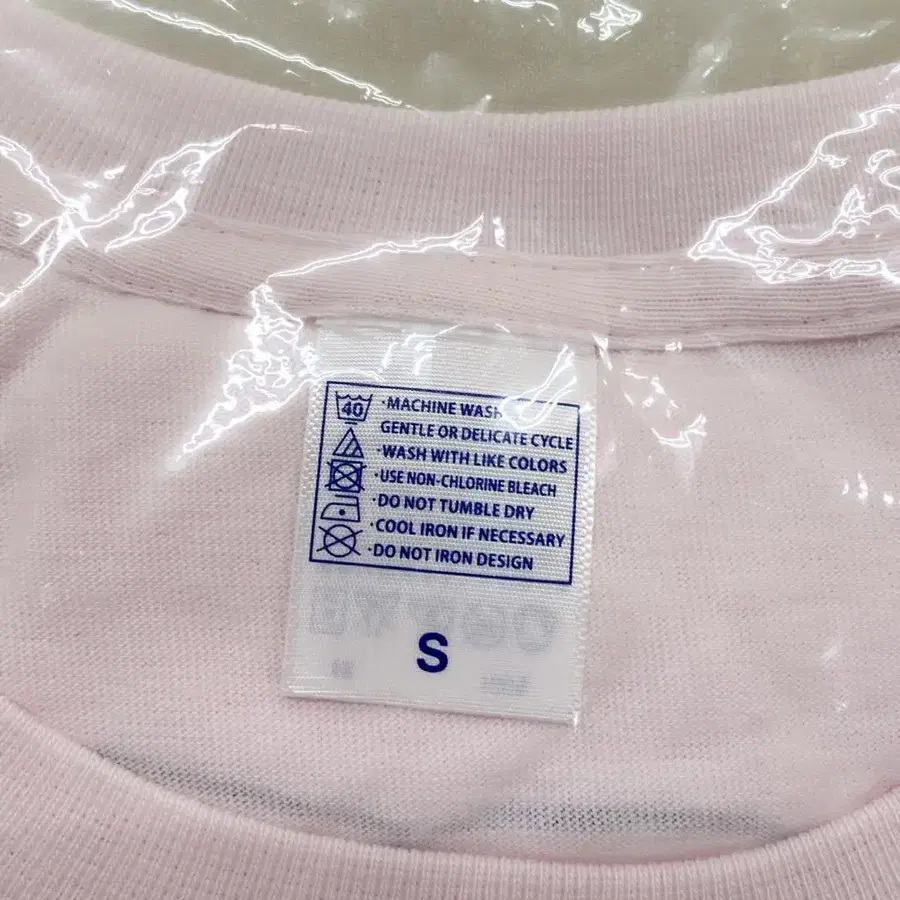 40
·MACHINE WASH
GENTLE OR DELICATE CYCLE
·WASH WITH LIKE COLORS
·USE NON-CHLORINE BLEACH
·DO NOT TUMBLE DRY
·COOL IRON IF NECESSARY
·DO NOT IRON DESIGN
S